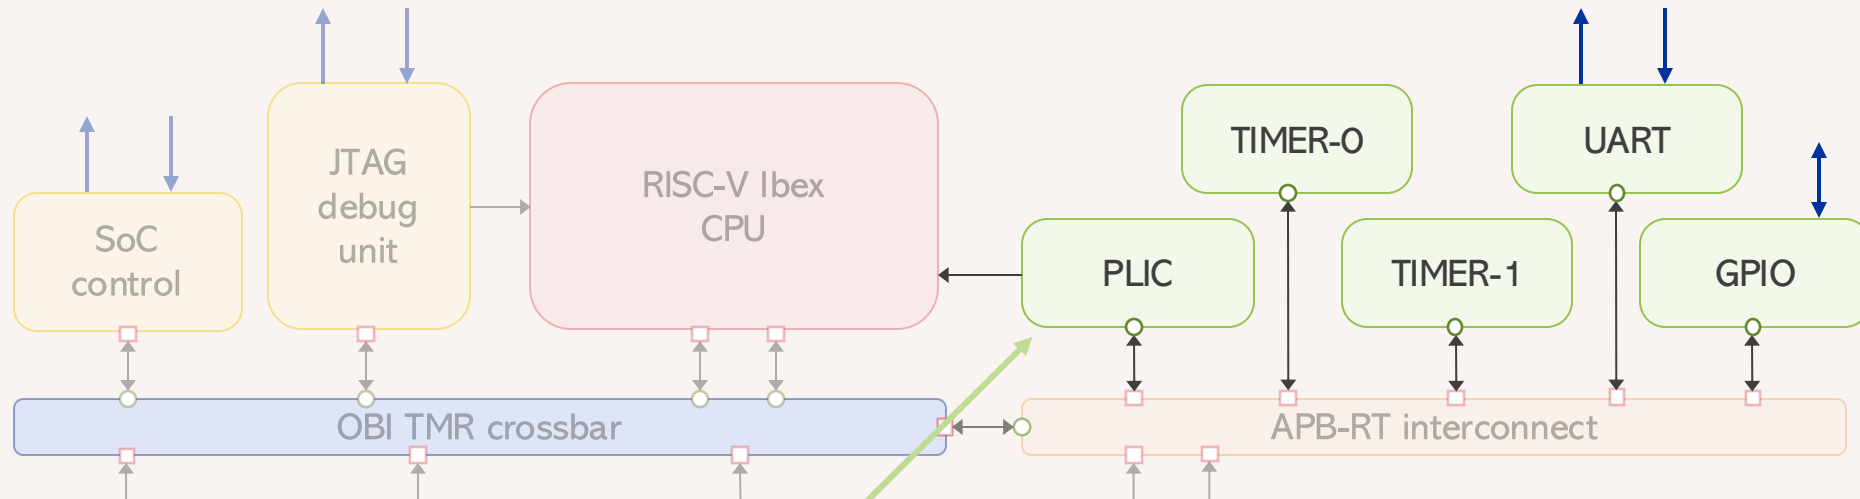 SoC
control
JTAG
debug
unit
RISC-V Ibex
CPU
PLIC
TIMER-0
TIMER-1
UART
GPIO
OBI TMR crossbar
APB-RT interconnect